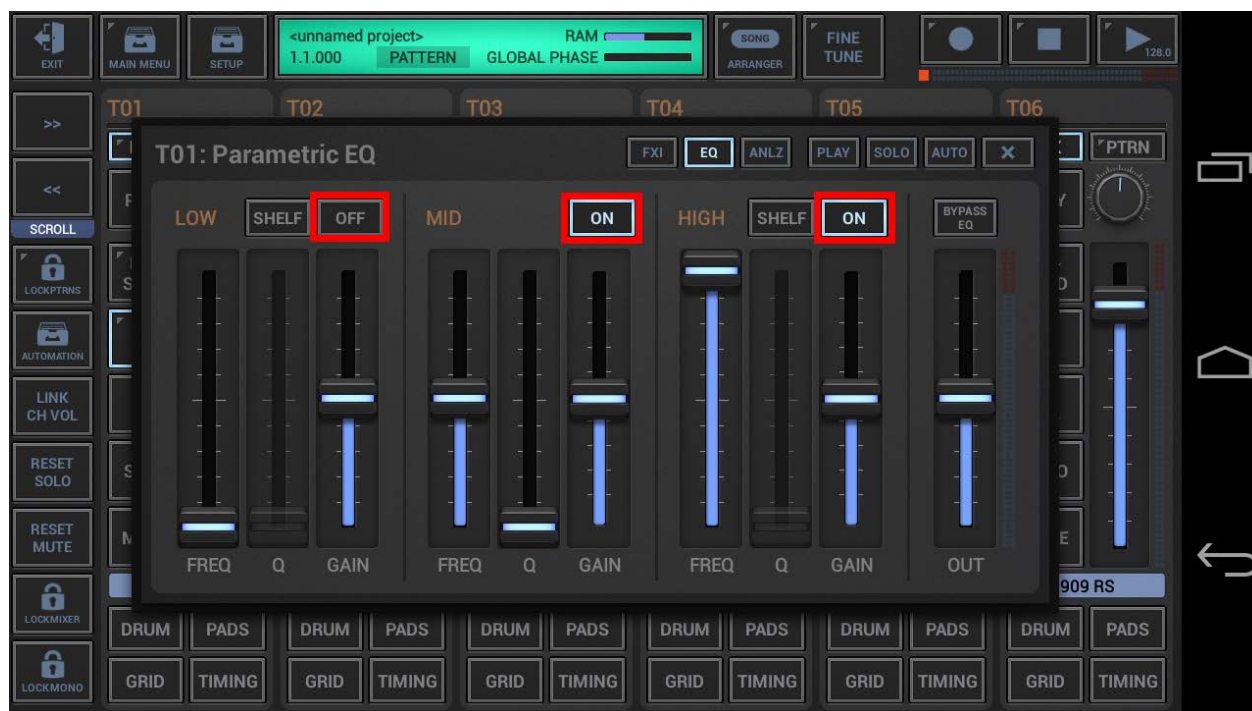 EXIT
MAIN MENU
SETUP
<unnamed project> RAM
1.1.000 PATTERN GLOBAL PHASE
SONG
ARRANGER
FINE
TUNE
128.0
>>
<<
SCROLL
LOCKPTRNS
AUTOMATION
LINK
CH VOL
RESET
SOLO
RESET
MUTE
LOCKMIXER
LOCKMONO
T01 T02 T03 T04 T05 T06
PTRN
T01: Parametric EQ FXI EQ ANLZ PLAY SOLO AUTO X
LOW SHELF OFF MID ON HIGH SHELF ON BYPASS
EQ
FREQ Q GAIN FREQ Q GAIN FREQ Q GAIN OUT
909 RS
DRUM PADS DRUM PADS DRUM PADS DRUM PADS DRUM PADS DRUM PADS
GRID TIMING GRID TIMING GRID TIMING GRID TIMING GRID TIMING GRID TIMING